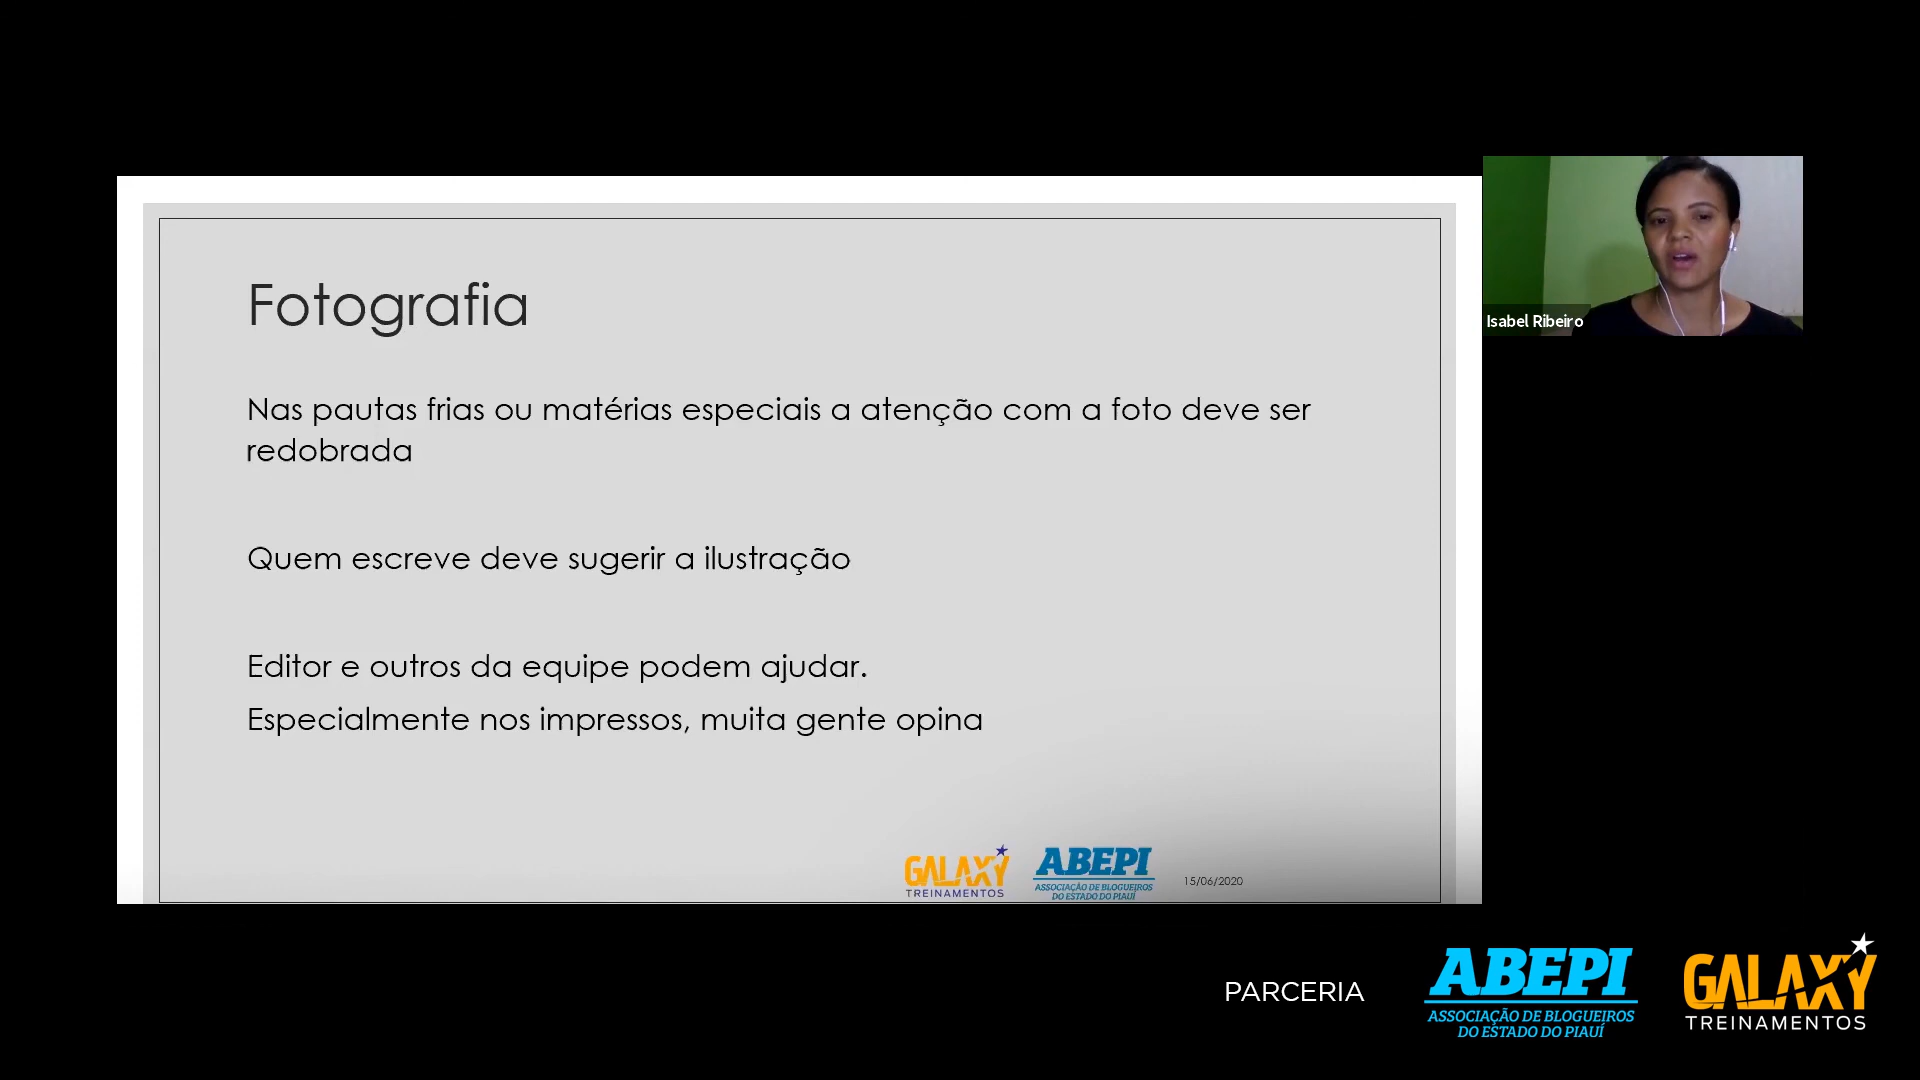 Fotografia
Nas pautas frias ou matérias especiais a atenção com a foto deve ser
redobrada
Quem escreve deve sugerir a ilustração
Editor e outros da equipe podem ajudar.
Especialmente nos impressos, muita gente opina
GALAXY
TREINAMENTOS
ABEPI
ASSOCIAÇÃO DE BLOGUEIROS
DO ESTADO DO PIAUÍ
15/06/2020
Isabel Ribeiro
PARCERIA
ABEPI
ASSOCIAÇÃO DE BLOGUEIROS
DO ESTADO DO PIAUÍ
GALAXY
TREINAMENTOS